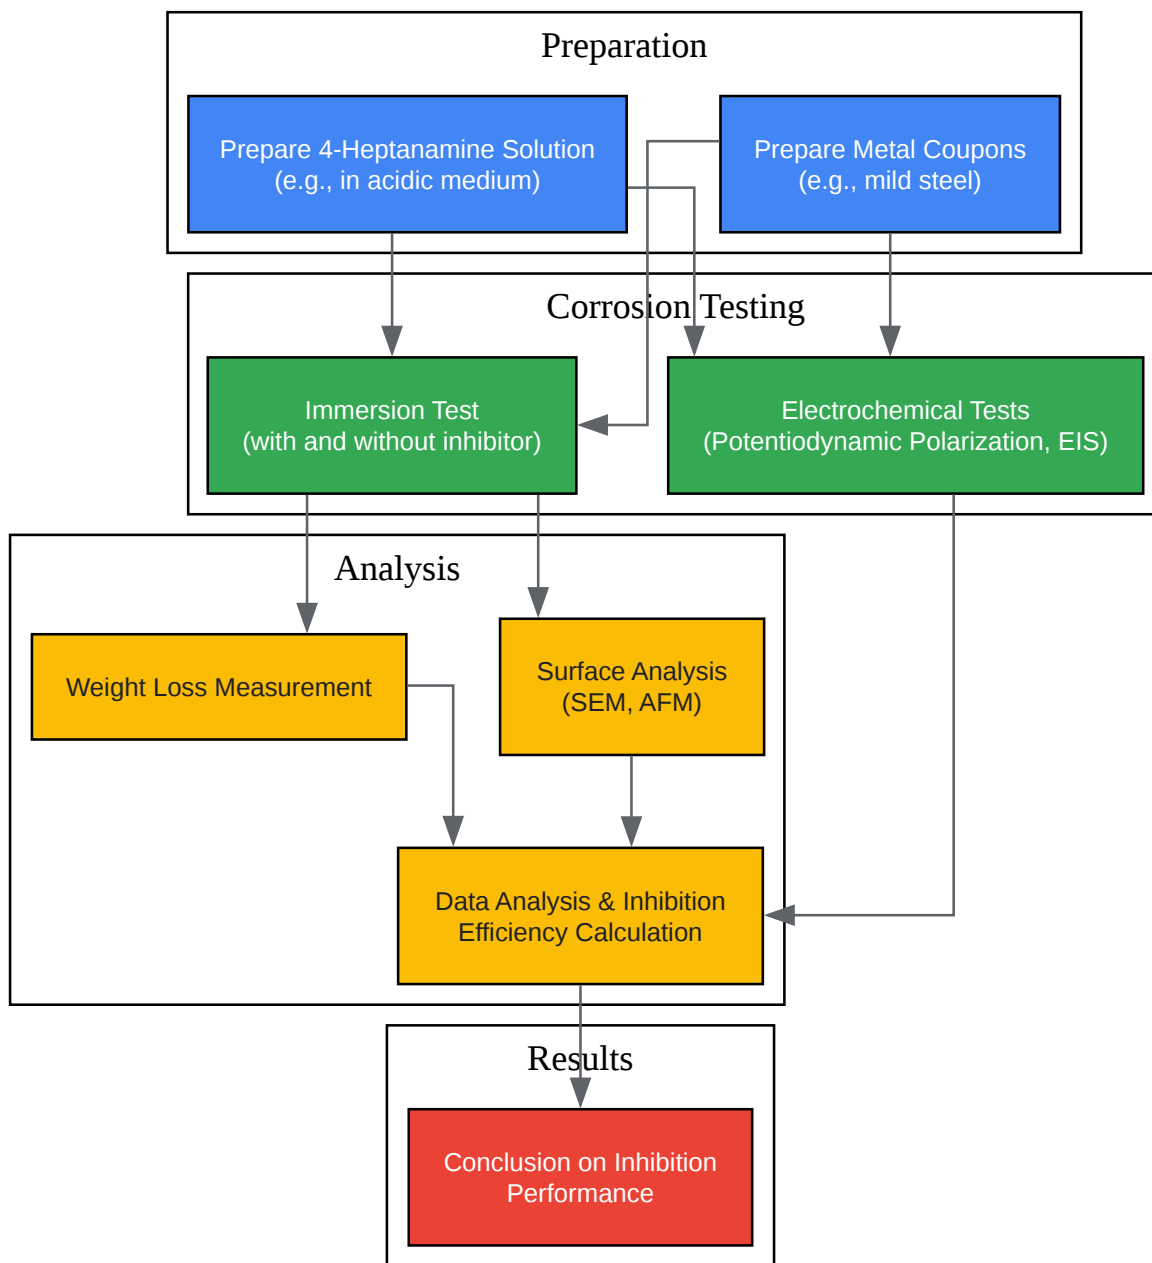 Preparation
Prepare 4-Heptanamine Solution
(e.g., in acidic medium)
Prepare Metal Coupons
(e.g., mild steel)
Corrosion Testing
Immersion Test
(with and without inhibitor)
Electrochemical Tests
(Potentiodynamic Polarization, EIS)
Analysis
Weight Loss Measurement
Surface Analysis
(SEM, AFM)
Data Analysis & Inhibition
Efficiency Calculation
Results
Conclusion on Inhibition
Performance